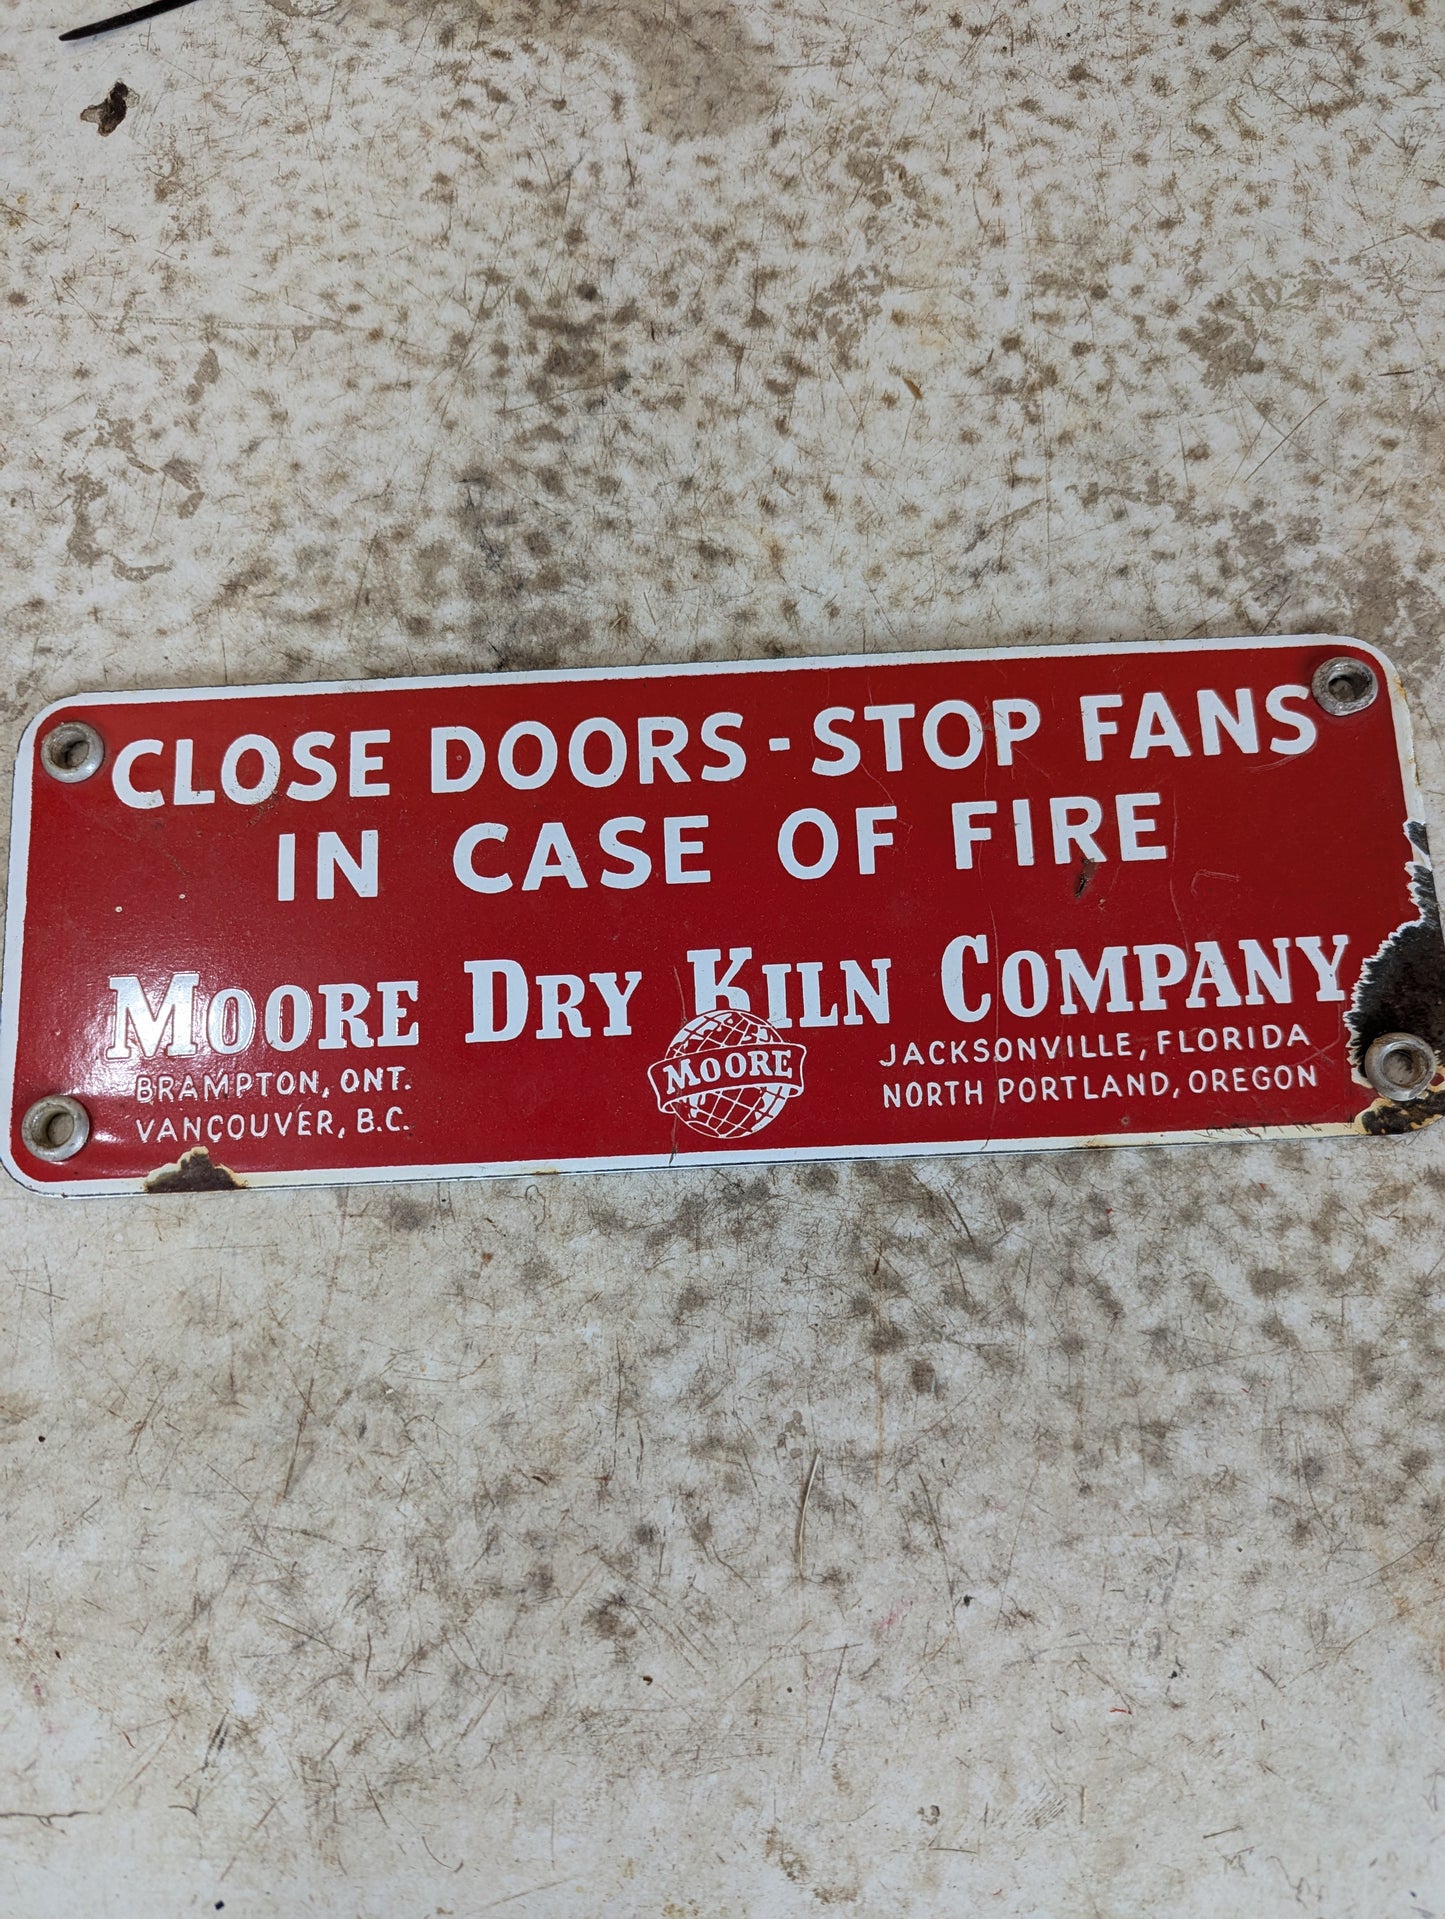 CLOSE DOORS - STOP FANS
IN CASE OF FIRE
MOORE DRY KILN COMPANY
BRAMPTON, ONT.
VANCOUVER, B.C.
MOORE
JACKSONVILLE, FLORIDA
NORTH PORTLAND, OREGON